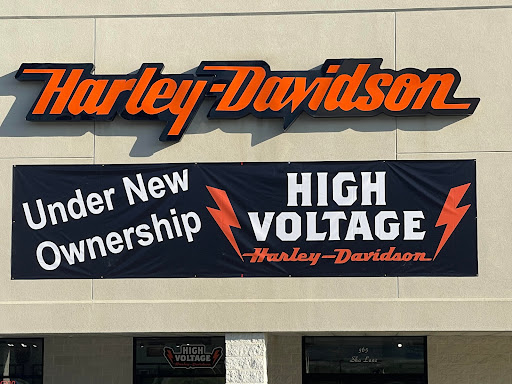 Harley-Davidson
Under New
Ownership
HIGH
VOLTAGE
Harley-Davidson
HIGH
VOLTAGE